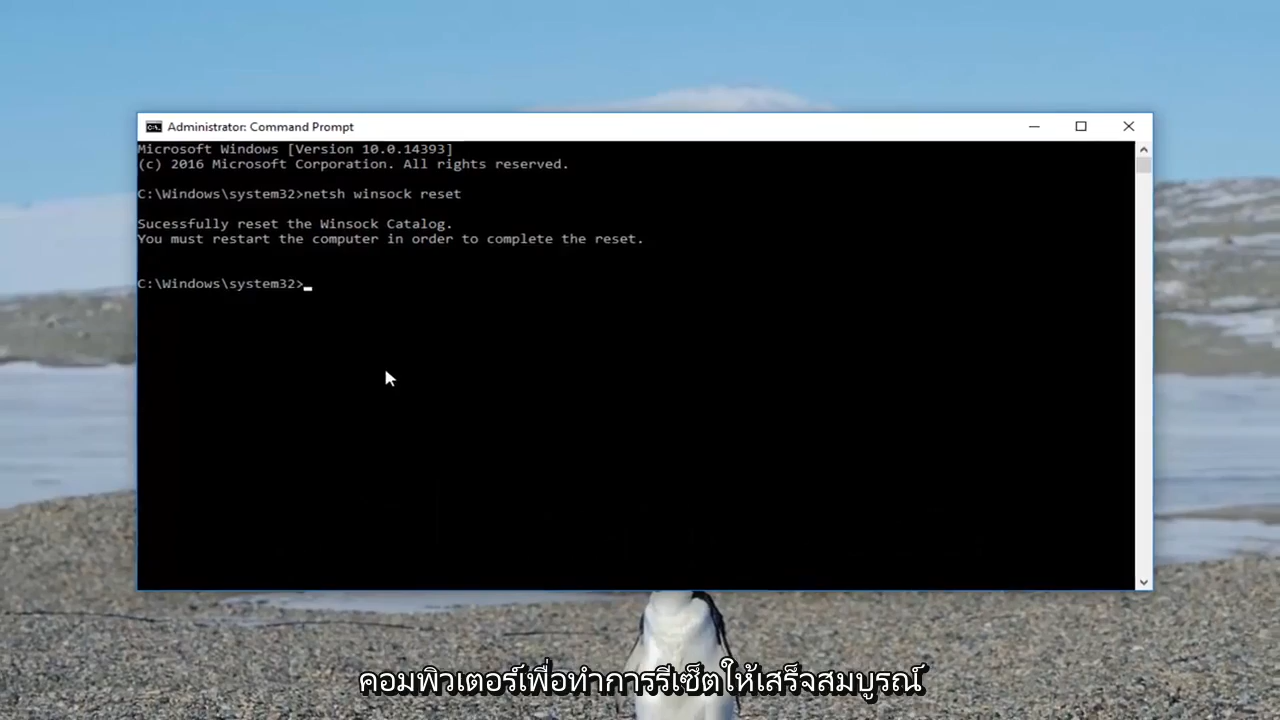 Administrator: Command Prompt
Microsoft Windows [Version 10.0.14393]
(c) 2016 Microsoft Corporation. All rights reserved.
C:\Windows\system32>netsh winsock reset
Sucessfully reset the Winsock Catalog.
You must restart the computer in order to complete the reset.
C:\Windows\system32>
คอมพิวเตอร์เพื่อทำการรีเซ็ตให้เสร็จสมบูรณ์